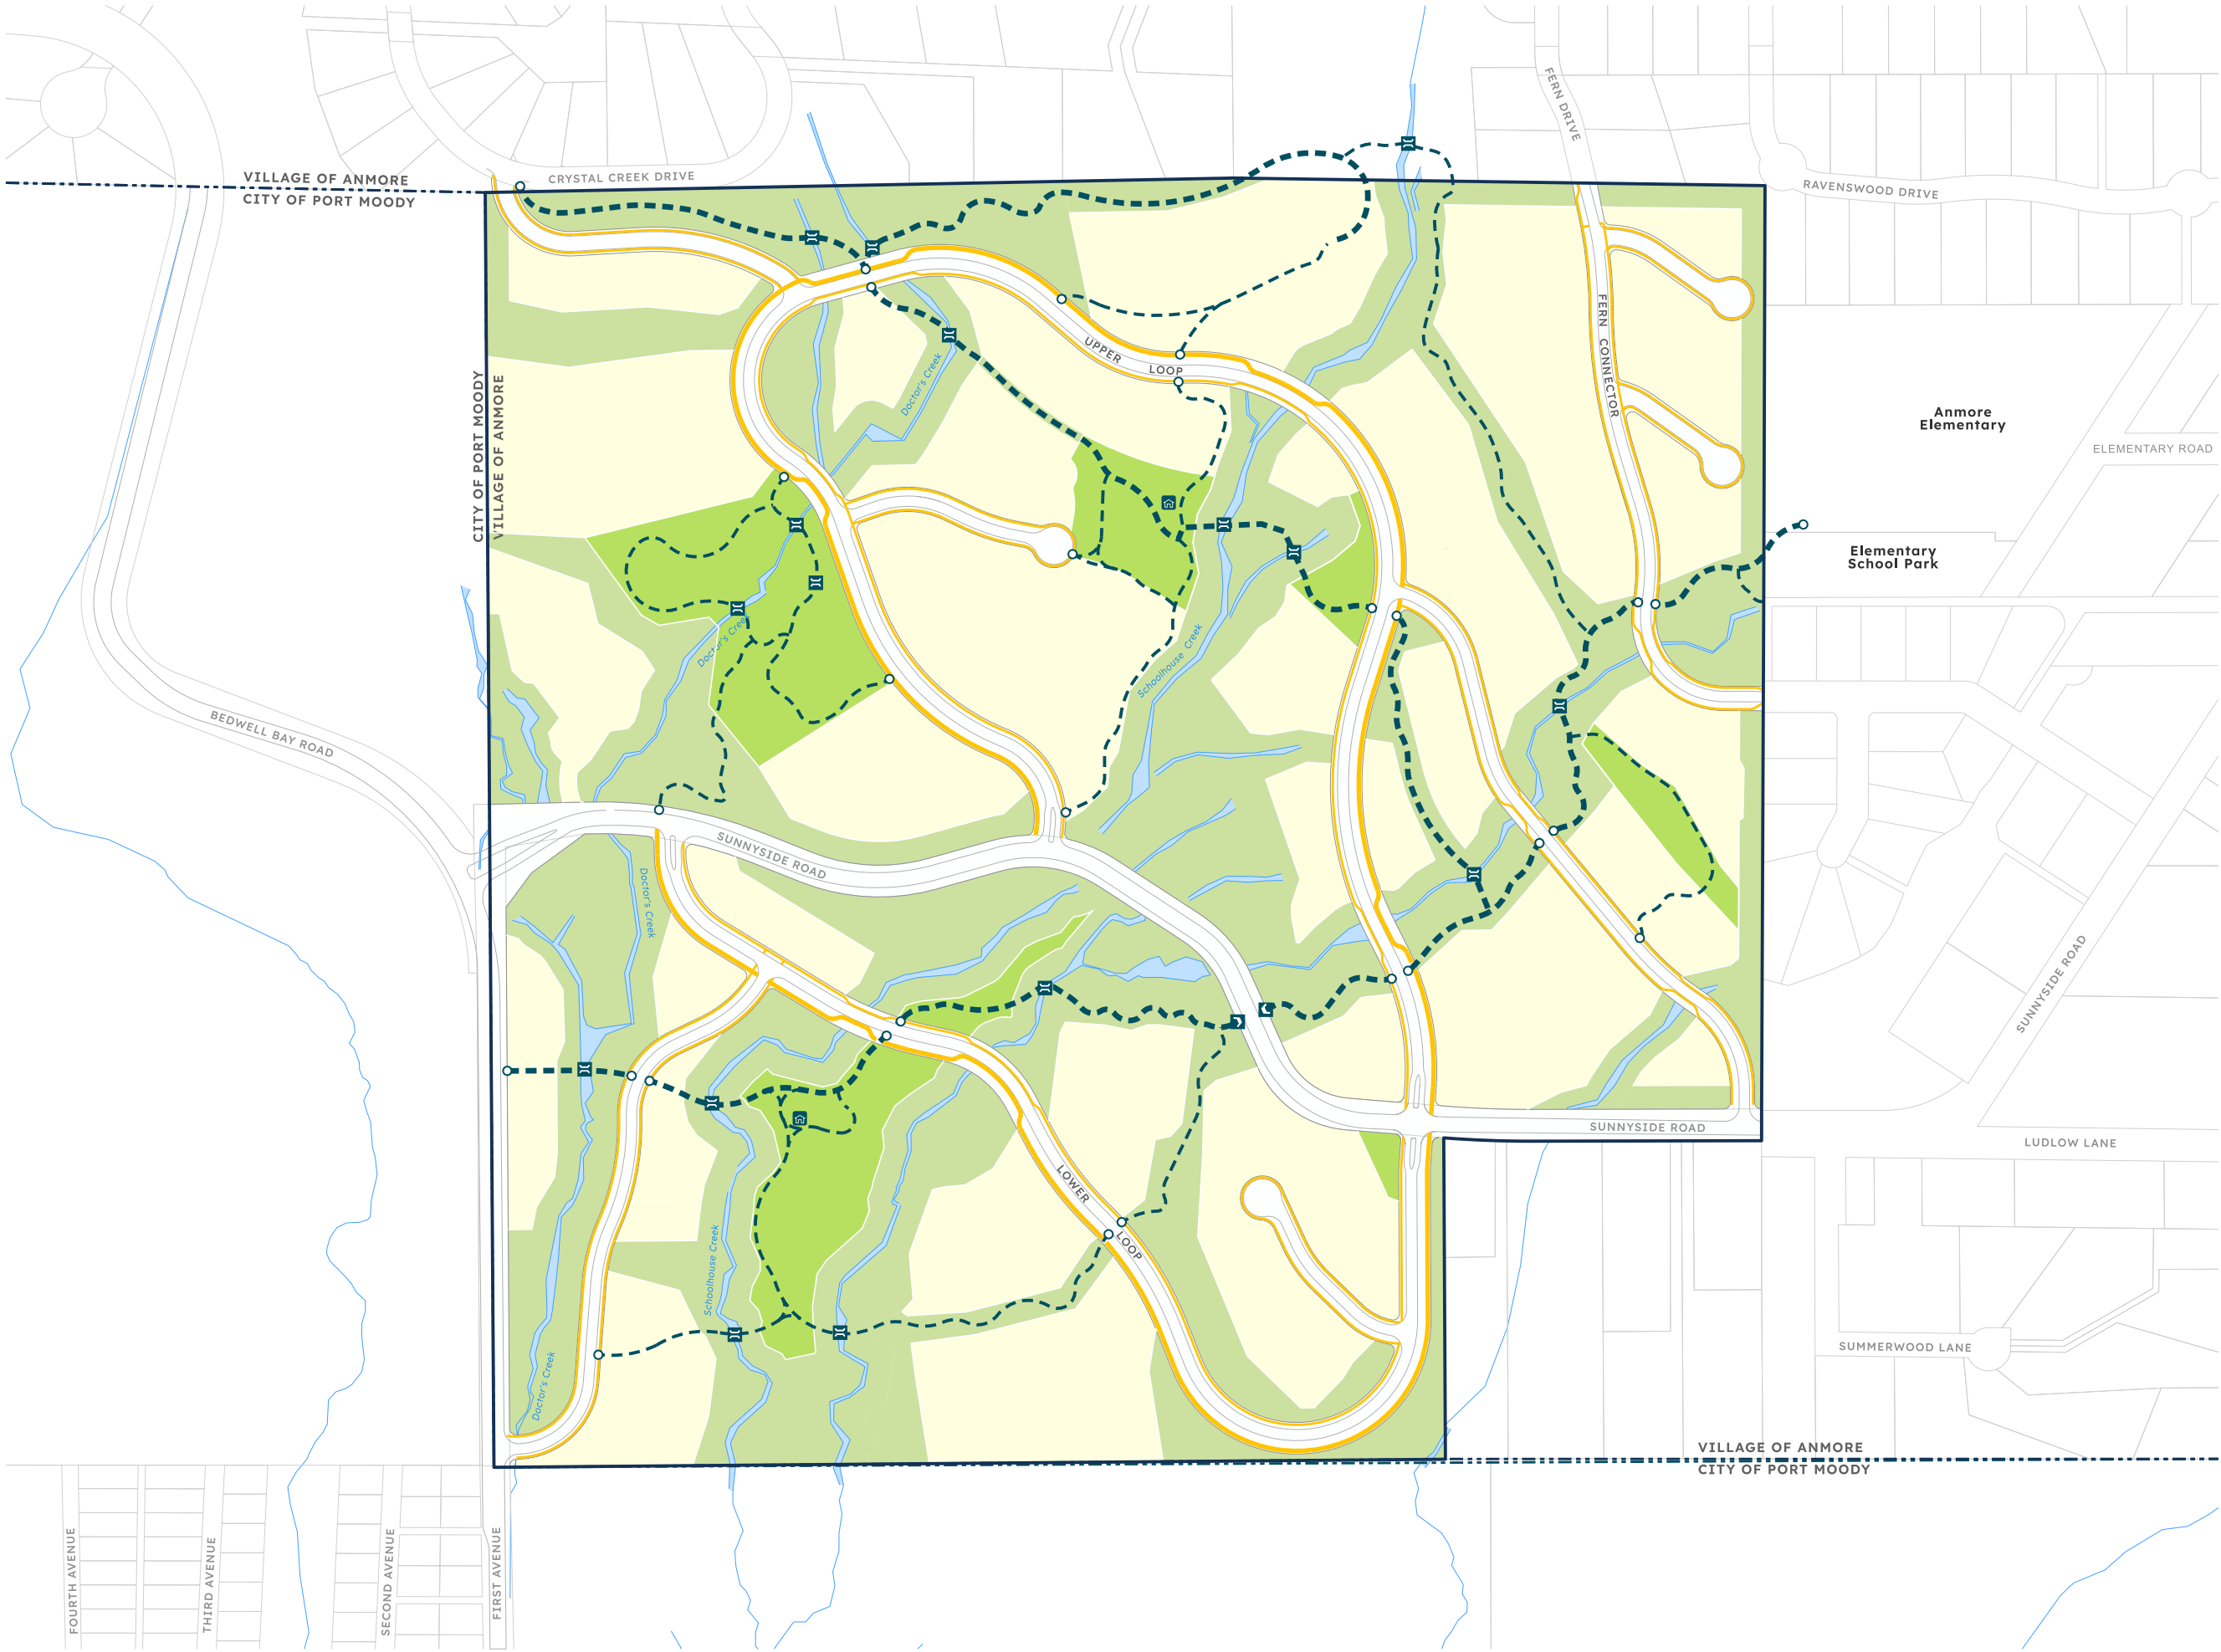 FERN DRIVE
VILLAGE OF ANMORE
CITY OF PORT MOODY
CRYSTAL CREEK DRIVE
RAVENSWOOD DRIVE
FERN CONNECTOR
UPPER
LOOP
Doctor's Creek
CITY OF PORT MOODY
VILLAGE OF ANMORE
Anmore
Elementary
ELEMENTARY ROAD
Elementary
School Park
Doctor's Creek
Schoolhouse Creek
BEDWELL BAY ROAD
SUNNYSIDE ROAD
Doctor's Creek
SUNNYSIDE ROAD
SUNNYSIDE ROAD
LUDLOW LANE
LOWER
LOOP
Schoolhouse Creek
SUMMERWOOD LANE
Doctor's Creek
VILLAGE OF ANMORE
CITY OF PORT MOODY
FOURTH AVENUE
THIRD AVENUE
SECOND AVENUE
FIRST AVENUE